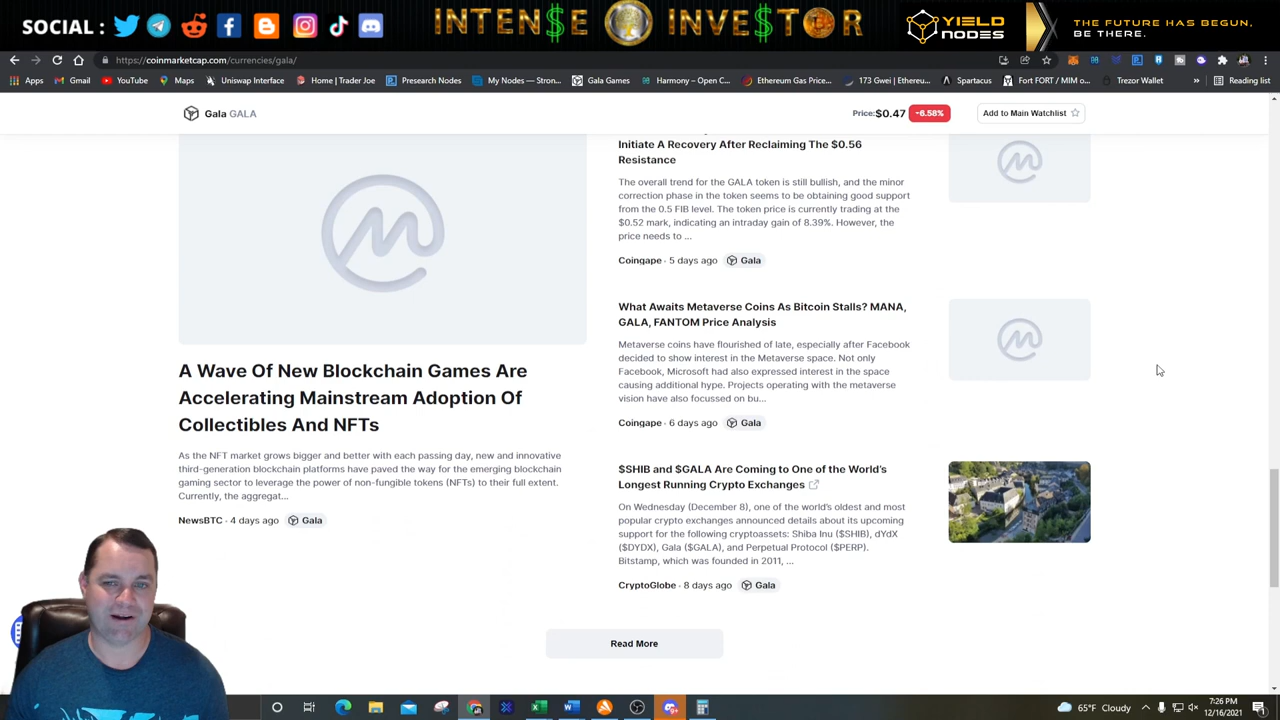 SOCIAL :
INTEN$E INVE$TOR
YIELD NODES
THE FUTURE HAS BEGUN,
BE THERE.
https://coinmarketcap.com/currencies/gala/
Apps
Gmail
YouTube
Maps
Uniswap Interface
Home | Trader Joe
Presearch Nodes
My Nodes — Stron...
Gala Games
Harmony – Open C...
Ethereum Gas Price...
173 Gwei | Ethereu...
Spartacus
Fort FORT / MIM o...
Trezor Wallet
»
Reading list
Gala GALA
Price: $0.47
-6.58%
Add to Main Watchlist
Initiate A Recovery After Reclaiming The $0.56
Resistance
The overall trend for the GALA token is still bullish, and the minor
correction phase in the token seems to be obtaining good support
from the 0.5 FIB level. The token price is currently trading at the
$0.52 mark, indicating an intraday gain of 8.39%. However, the
price needs to ...
Coingape · 5 days ago
Gala
What Awaits Metaverse Coins As Bitcoin Stalls? MANA,
GALA, FANTOM Price Analysis
Metaverse coins have flourished of late, especially after Facebook
decided to show interest in the Metaverse space. Not only
Facebook, Microsoft had also expressed interest in the space
causing additional hype. Projects operating with the metaverse
vision have also focussed on bu...
Coingape · 6 days ago
Gala
$SHIB and $GALA Are Coming to One of the World's
Longest Running Crypto Exchanges
On Wednesday (December 8), one of the world's oldest and most
popular crypto exchanges announced details about its upcoming
support for the following cryptoassets: Shiba Inu ($SHIB), dYdX
($DYDX), Gala ($GALA), and Perpetual Protocol ($PERP).
Bitstamp, which was founded in 2011, ...
CryptoGlobe · 8 days ago
Gala
A Wave Of New Blockchain Games Are
Accelerating Mainstream Adoption Of
Collectibles And NFTs
As the NFT market grows bigger and better with each passing day, new and innovative
third-generation blockchain platforms have paved the way for the emerging blockchain
gaming sector to leverage the power of non-fungible tokens (NFTs) to their full extent.
Currently, the aggregat...
NewsBTC · 4 days ago
Gala
Read More
65°F Cloudy
7:26 PM
12/16/2021